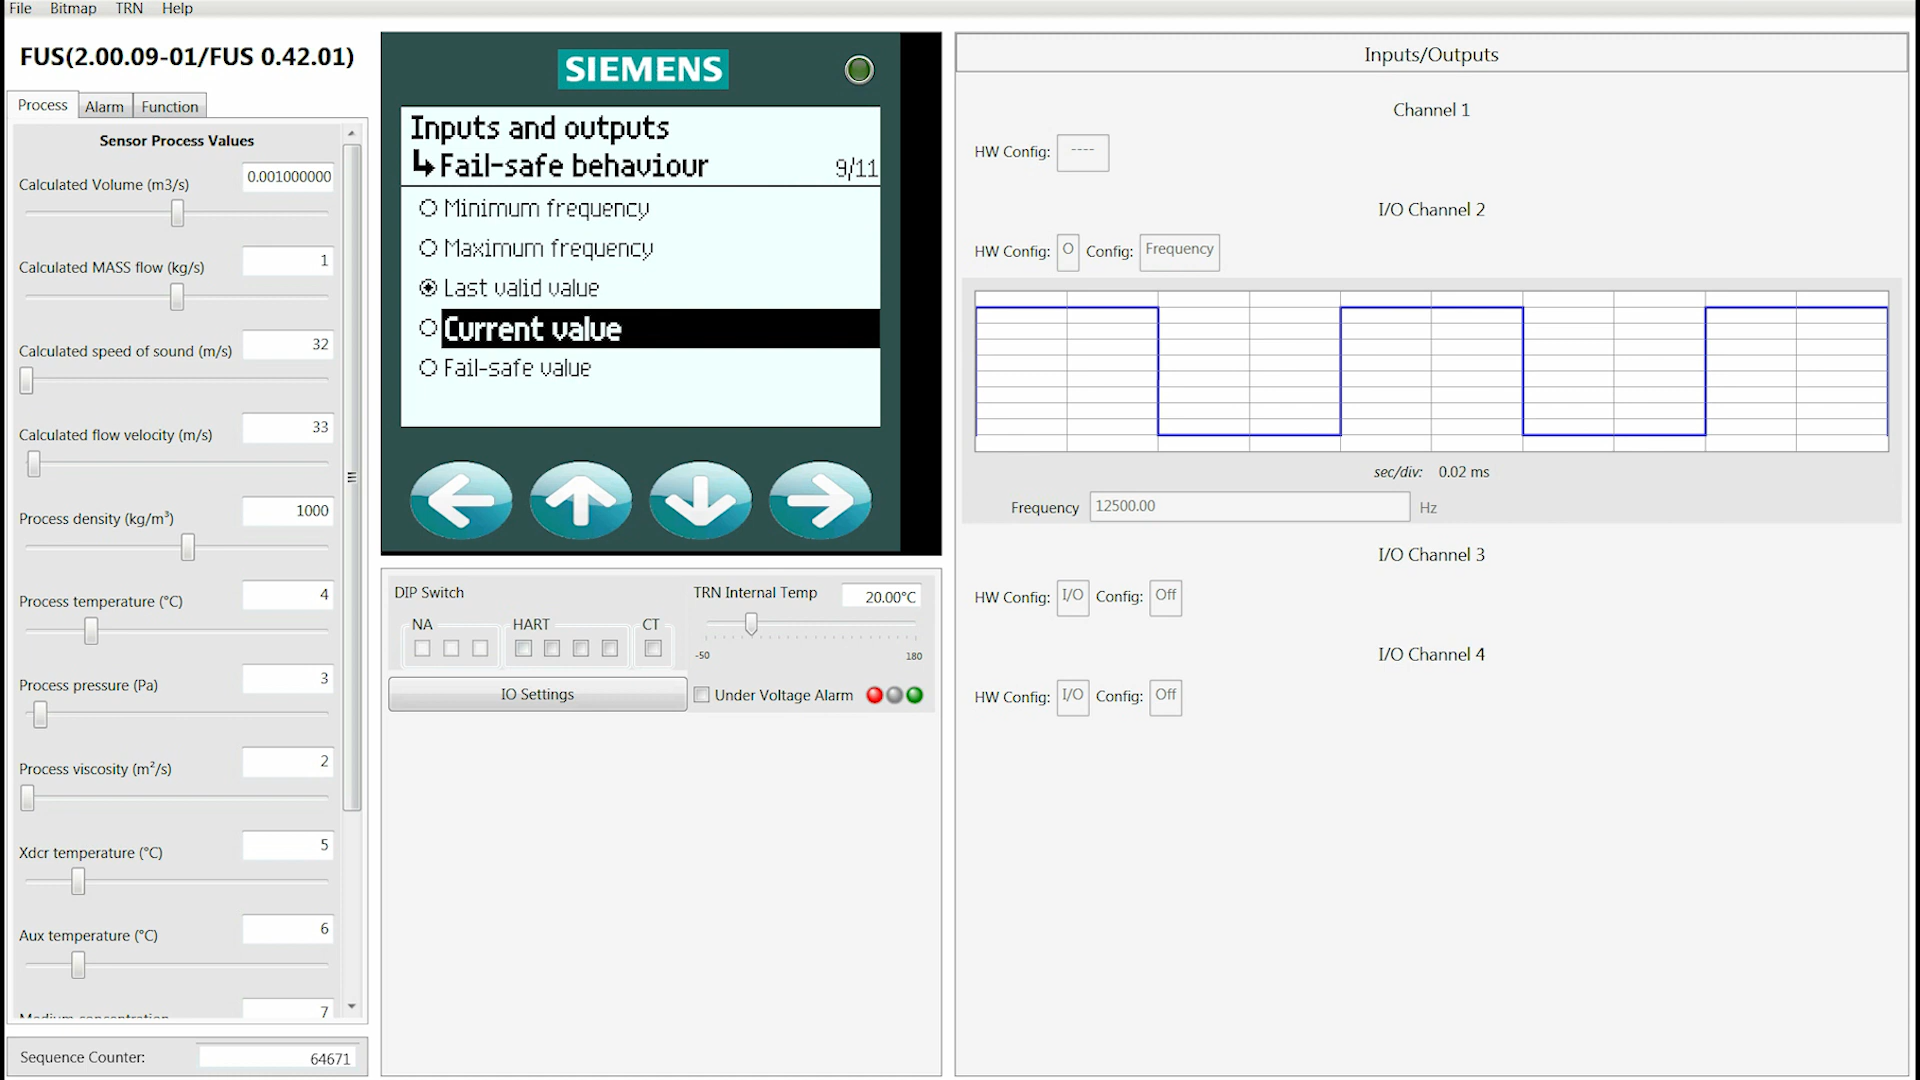 File Bitmap TRN Help
FUS(2.00.09-01/FUS 0.42.01)
Process Alarm Function
Sensor Process Values
Calculated Volume (m3/s) 0.001000000
Calculated MASS flow (kg/s) 1
Calculated speed of sound (m/s) 32
Calculated flow velocity (m/s) 33
Process density (kg/m³) 1000
Process temperature (°C) 4
Process pressure (Pa) 3
Process viscosity (m²/s) 2
Xdcr temperature (°C) 5
Aux temperature (°C) 6
Medium concentration 7
Sequence Counter: 64671
SIEMENS
Inputs and outputs
Fail-safe behaviour 9/11
Minimum frequency
Maximum frequency
Last valid value
Current value
Fail-safe value
DIP Switch
NA HART CT
TRN Internal Temp 20.00°C
-50 180
IO Settings
Under Voltage Alarm
Inputs/Outputs
Channel 1
HW Config: ----
I/O Channel 2
HW Config: O Config: Frequency
sec/div: 0.02 ms
Frequency 12500.00 Hz
I/O Channel 3
HW Config: I/O Config: Off
I/O Channel 4
HW Config: I/O Config: Off